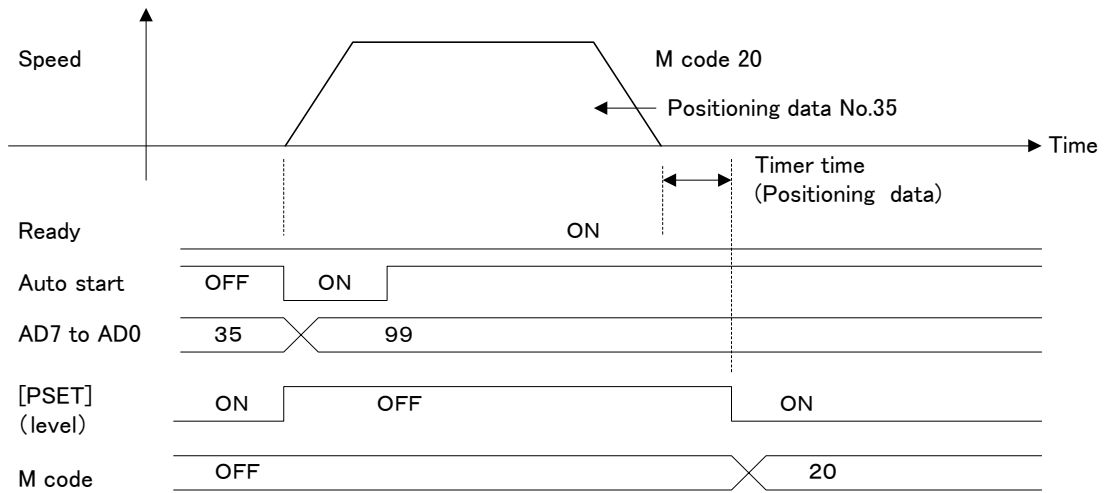 Speed
M code 20
Positioning data No.35
Time
Timer time
(Positioning data)
Ready
ON
Auto start
OFF
ON
AD7 to AD0
35
99
[PSET]
(level)
ON
OFF
ON
M code
OFF
20